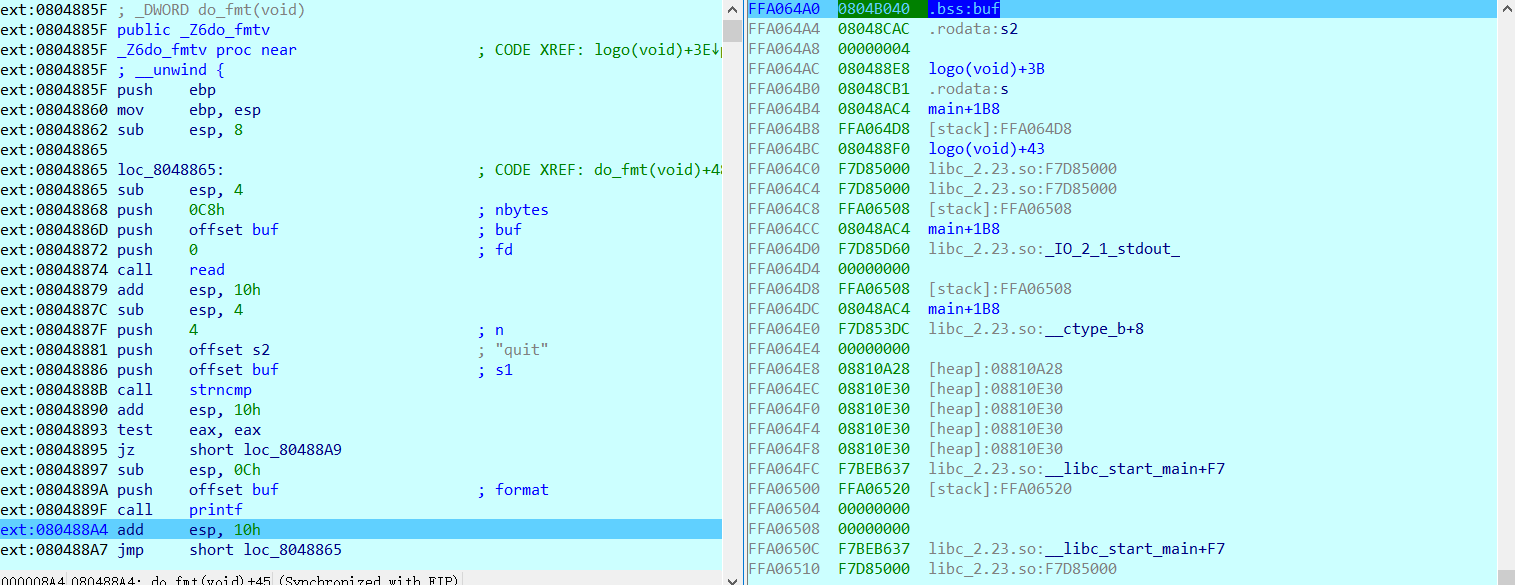 ext:0804885F ; _DWORD do_fmt(void)
ext:0804885F public _Z6do_fmtv
ext:0804885F _Z6do_fmtv proc near ; CODE XREF: logo(void)+3E↓p
ext:0804885F ; __unwind {
ext:0804885F push ebp
ext:08048860 mov ebp, esp
ext:08048862 sub esp, 8
ext:08048865
ext:08048865 loc_8048865: ; CODE XREF: do_fmt(void)+48
ext:08048865 sub esp, 4
ext:08048868 push 0C8h ; nbytes
ext:0804886D push offset buf ; buf
ext:08048872 push 0 ; fd
ext:08048874 call read
ext:08048879 add esp, 10h
ext:0804887C sub esp, 4
ext:0804887F push 4 ; n
ext:08048881 push offset s2 ; "quit"
ext:08048886 push offset buf ; s1
ext:0804888B call strncmp
ext:08048890 add esp, 10h
ext:08048893 test eax, eax
ext:08048895 jz short loc_80488A9
ext:08048897 sub esp, 0Ch
ext:0804889A push offset buf ; format
ext:0804889F call printf
ext:080488A4 add esp, 10h
ext:080488A7 jmp short loc_8048865
000008A4 080488A4: do_fmt(void)+45 (Synchronized with EIP)
FFA064A0 0804B040 .bss:buf
FFA064A4 08048CAC .rodata:s2
FFA064A8 00000004
FFA064AC 080488E8 logo(void)+3B
FFA064B0 08048CB1 .rodata:s
FFA064B4 08048AC4 main+1B8
FFA064B8 FFA064D8 [stack]:FFA064D8
FFA064BC 080488F0 logo(void)+43
FFA064C0 F7D85000 libc_2.23.so:F7D85000
FFA064C4 F7D85000 libc_2.23.so:F7D85000
FFA064C8 FFA06508 [stack]:FFA06508
FFA064CC 08048AC4 main+1B8
FFA064D0 F7D85D60 libc_2.23.so:_IO_2_1_stdout_
FFA064D4 00000000
FFA064D8 FFA06508 [stack]:FFA06508
FFA064DC 08048AC4 main+1B8
FFA064E0 F7D853DC libc_2.23.so:__ctype_b+8
FFA064E4 00000000
FFA064E8 08810A28 [heap]:08810A28
FFA064EC 08810E30 [heap]:08810E30
FFA064F0 08810E30 [heap]:08810E30
FFA064F4 08810E30 [heap]:08810E30
FFA064F8 08810E30 [heap]:08810E30
FFA064FC F7BEB637 libc_2.23.so:__libc_start_main+F7
FFA06500 FFA06520 [stack]:FFA06520
FFA06504 00000000
FFA06508 00000000
FFA0650C F7BEB637 libc_2.23.so:__libc_start_main+F7
FFA06510 F7D85000 libc_2.23.so:F7D85000